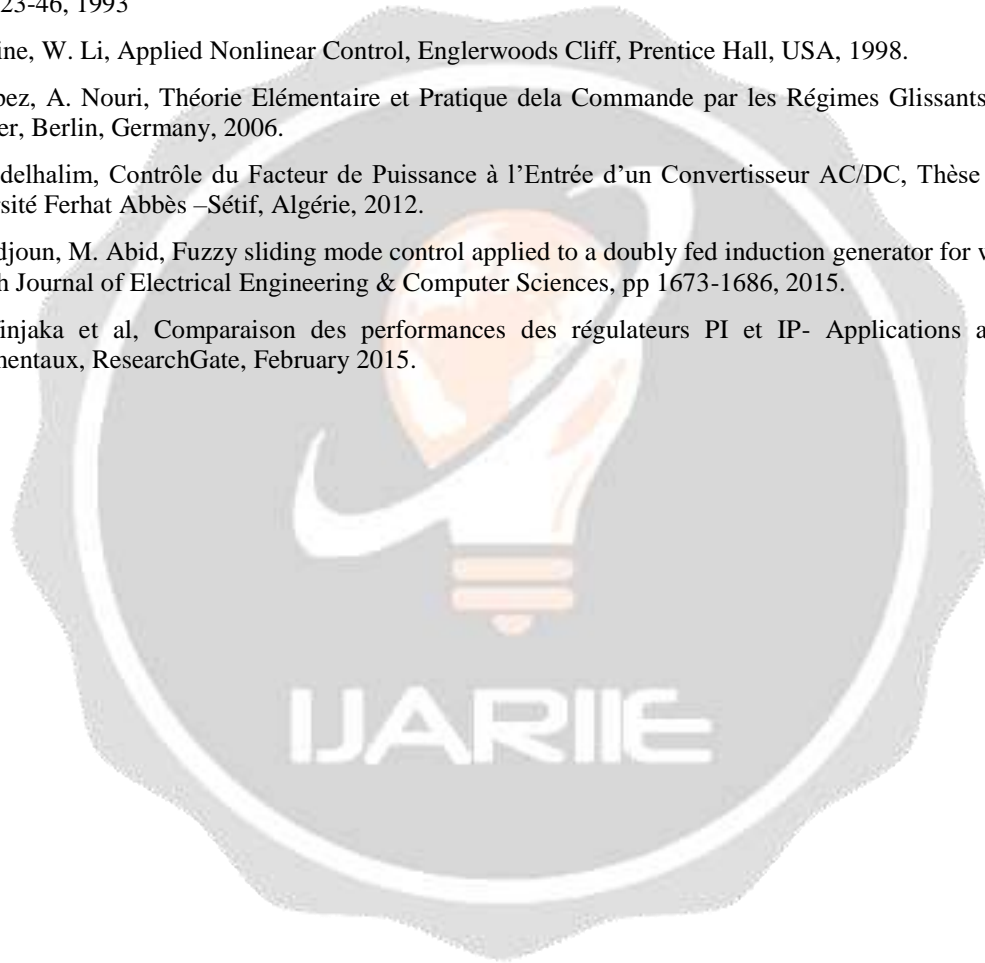 23-46, 1993
ine, W. Li, Applied Nonlinear Control, Englerwoods Cliff, Prentice Hall, USA, 1998.
pez, A. Nouri, Théorie Elémentaire et Pratique dela Commande par les Régimes Glissants
er, Berlin, Germany, 2006.
delhalim, Contrôle du Facteur de Puissance à l’Entrée d’un Convertisseur AC/DC, Thèse
rsité Ferhat Abbès –Sétif, Algérie, 2012.
djoun, M. Abid, Fuzzy sliding mode control applied to a doubly fed induction generator for
h Journal of Electrical Engineering & Computer Sciences, pp 1673-1686, 2015.
injaka et al, Comparaison des performances des régulateurs PI et IP- Applications a
mentaux, ResearchGate, February 2015.
IJARIIE